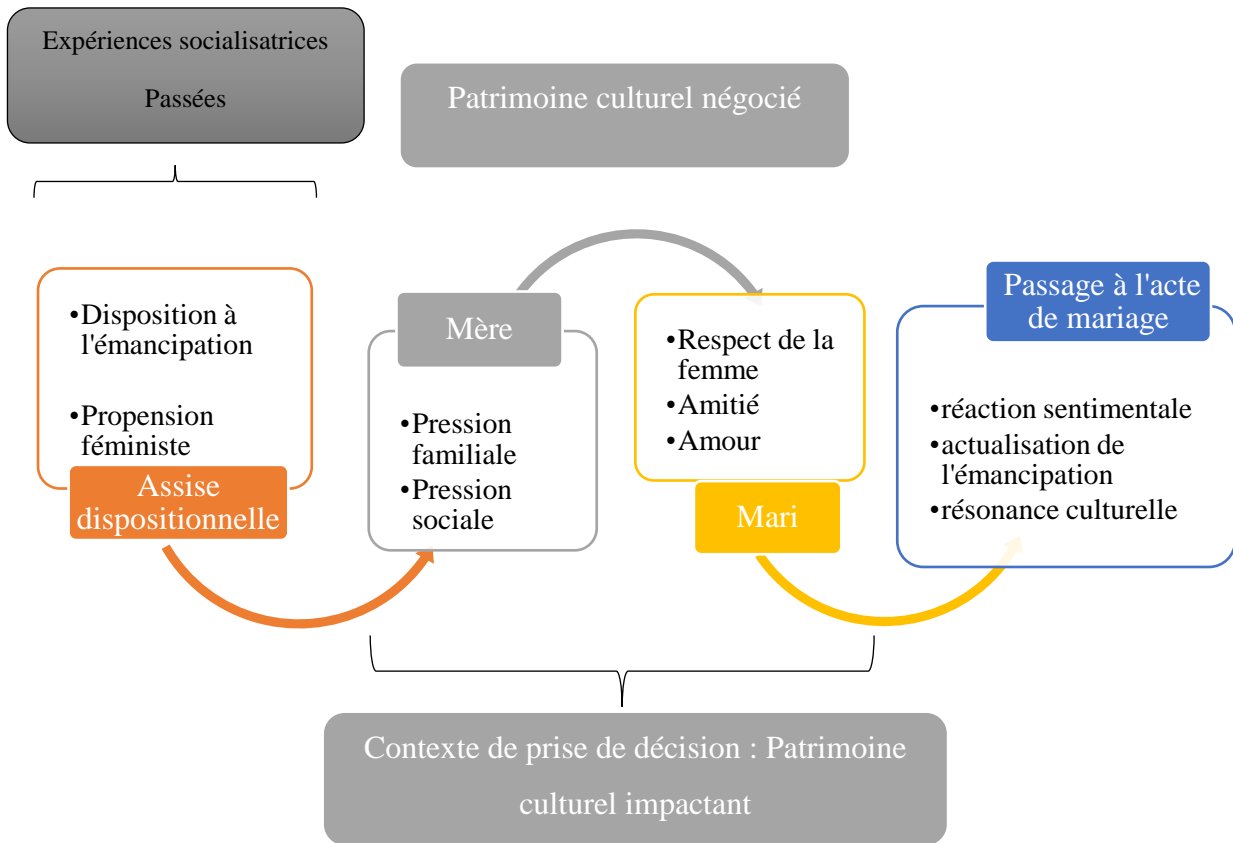 Expériences socialisatrices
Passées
Patrimoine culturel négocié
•Disposition à
l'émancipation
•Propension
féministe
Assise
dispositionnelle
Mère
•Pression
familiale
•Pression
sociale
•Respect de la
femme
•Amitié
•Amour
Mari
Passage à l'acte
de mariage
•réaction sentimentale
•actualisation de
l'émancipation
•résonance culturelle
Contexte de prise de décision : Patrimoine
culturel impactant